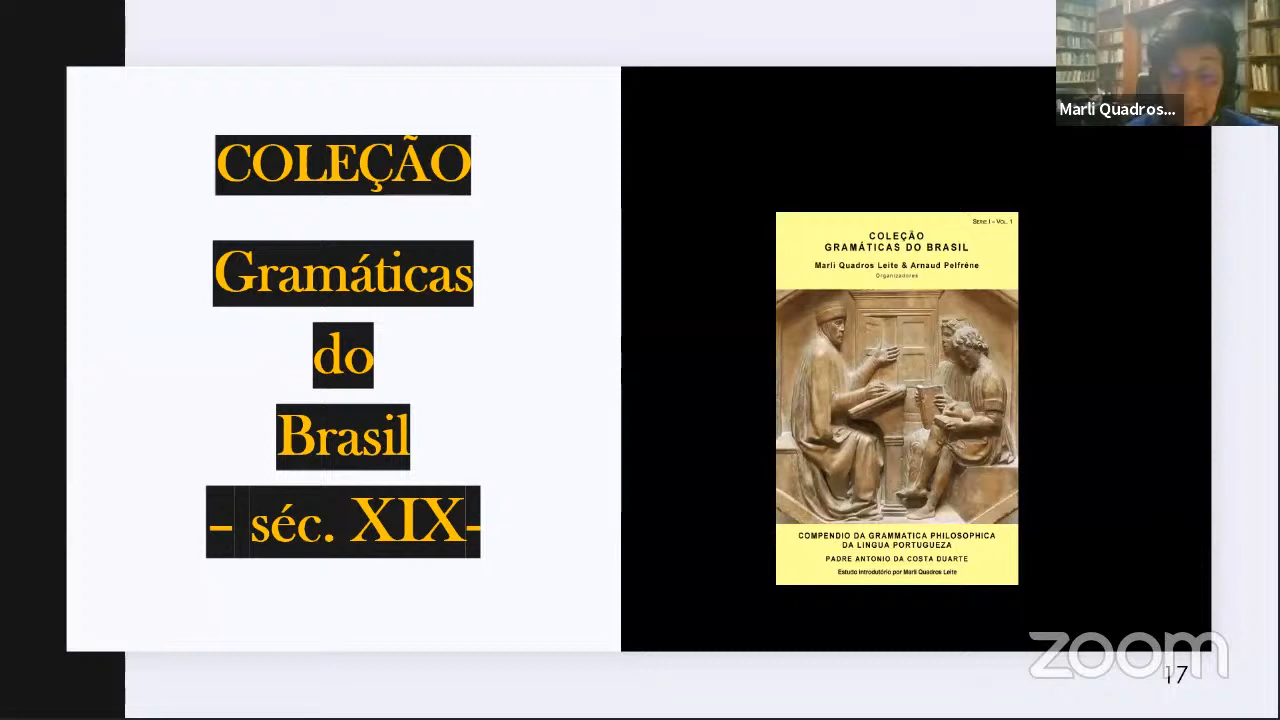 COLEÇÃO
Gramáticas
do
Brasil
– séc. XIX-
Marli Quadros...
SÉRIE I – VOL. 1
COLEÇÃO
GRAMÁTICAS DO BRASIL
Marli Quadros Leite & Arnaud Pelfrêne
Organizadores
COMPENDIO DA GRAMMATICA PHILOSOPHICA
DA LINGUA PORTUGUEZA
PADRE ANTONIO DA COSTA DUARTE
Estudo introdutório por Marli Quadros Leite
zoom
17